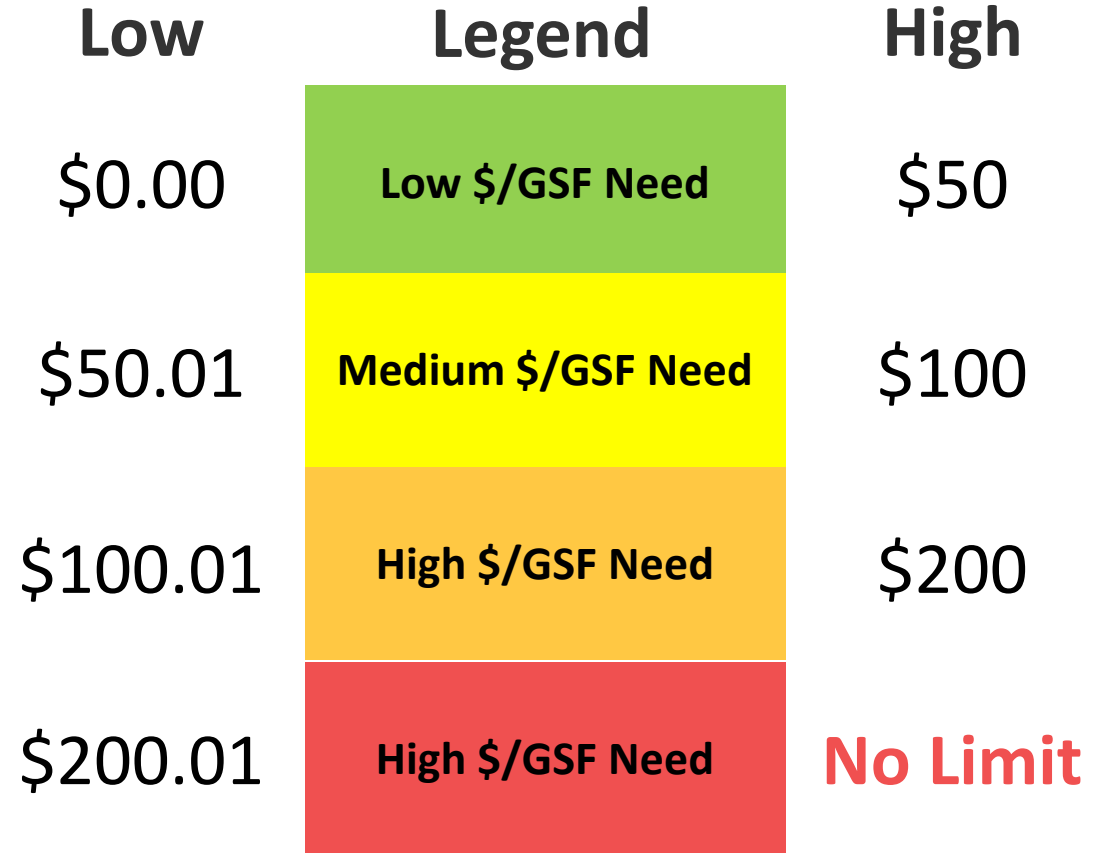 Low Legend High
$0.00 Low $/GSF Need $50
$50.01 Medium $/GSF Need $100
$100.01 High $/GSF Need $200
$200.01 High $/GSF Need No Limit